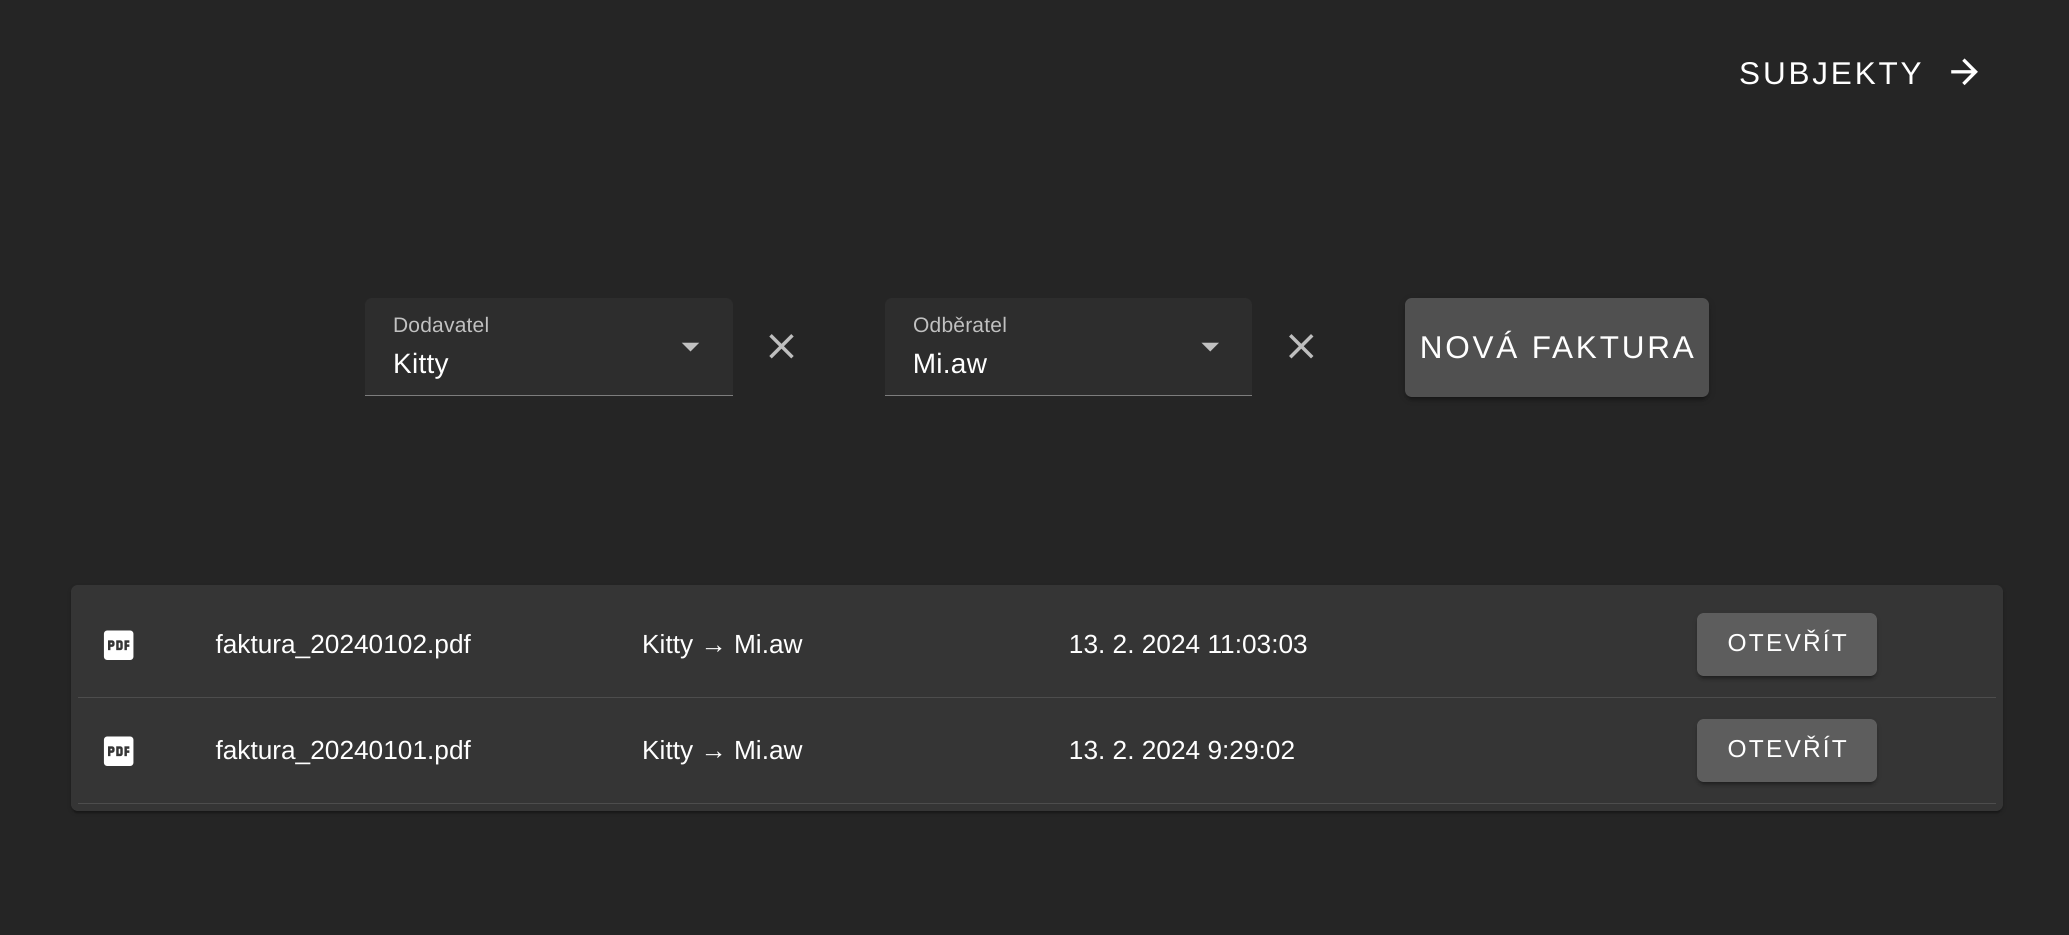 SUBJEKTY →
Dodavatel
Kitty
Odběratel
Mi.aw
NOVÁ FAKTURA
PDF faktura_20240102.pdf Kitty → Mi.aw 13. 2. 2024 11:03:03 OTEVŘÍT
PDF faktura_20240101.pdf Kitty → Mi.aw 13. 2. 2024 9:29:02 OTEVŘÍT